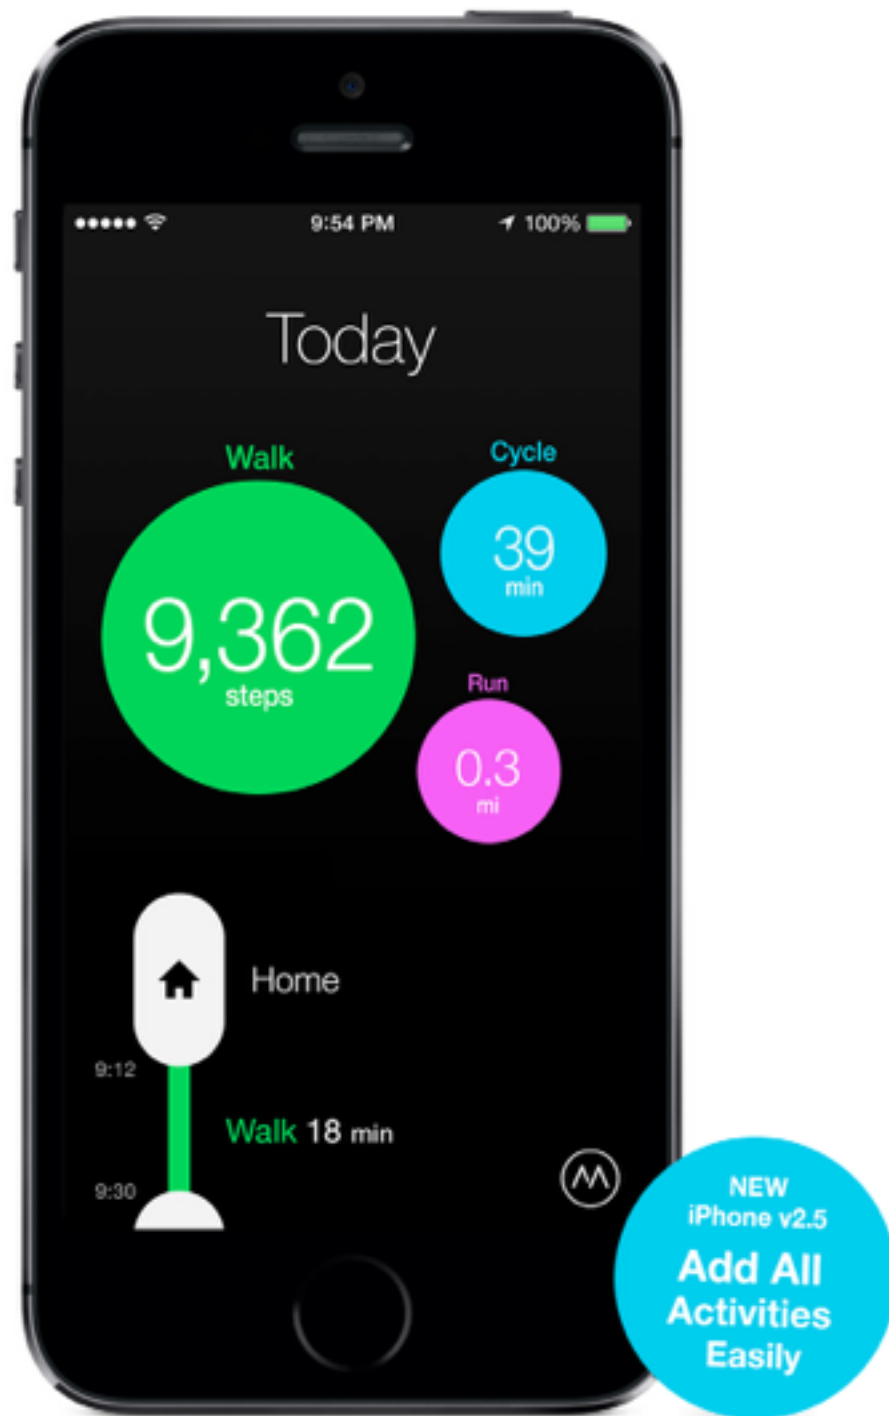 9:54 PM
100%
Today
Walk
9,362
steps
Cycle
39
min
Run
0.3
mi
Home
9:12
Walk 18 min
9:30
NEW
iPhone v2.5
Add All
Activities
Easily